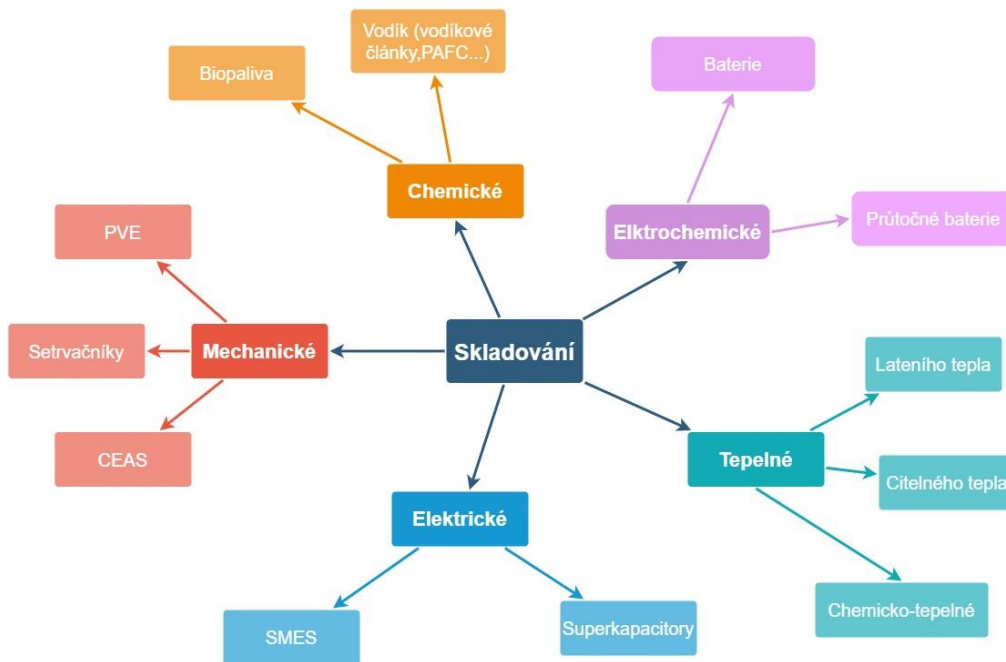 Vodík (vodíkové
články,PAFC...)
Biopaliva
Baterie
Chemické
Elktrochemické
Průtočné baterie
PVE
Setrvačníky
Mechanické
Skladování
CEAS
Lateního tepla
Tepelné
Citelného tepla
Elektrické
Chemicko-tepelné
SMES
Superkapacitory